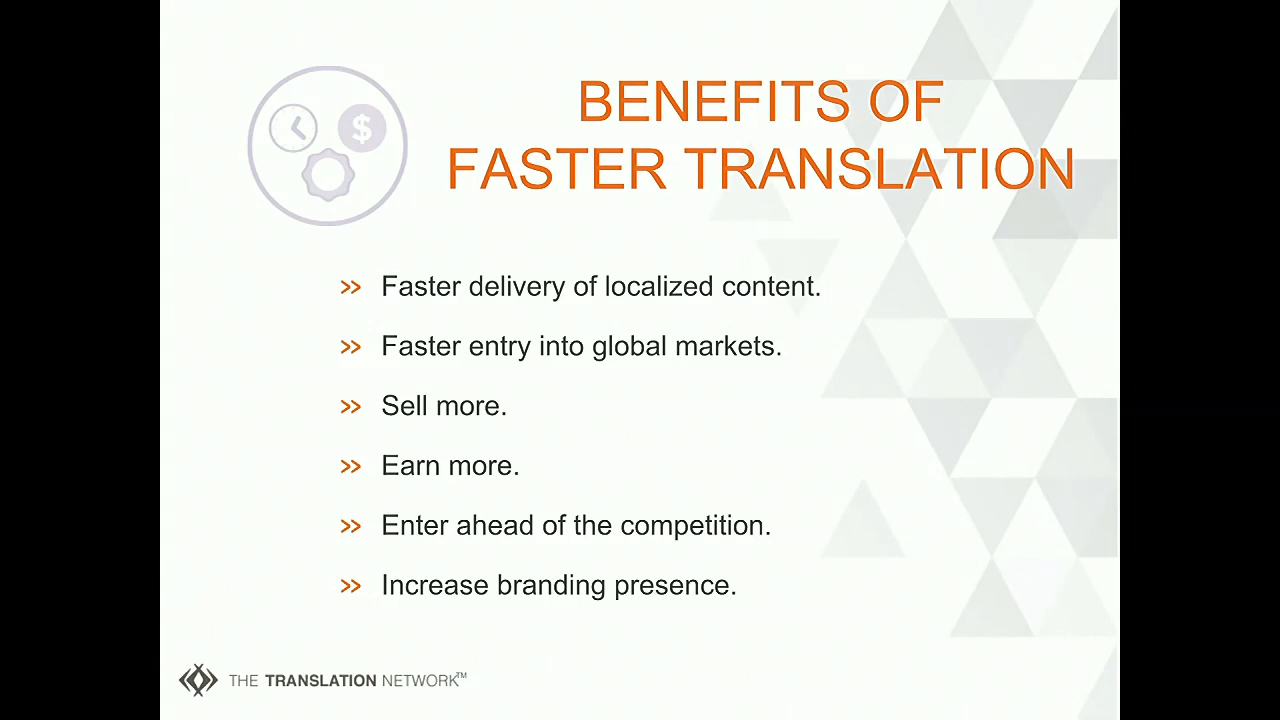 BENEFITS OF
FASTER TRANSLATION
$
>> Faster delivery of localized content.
>> Faster entry into global markets.
>> Sell more.
>> Earn more.
>> Enter ahead of the competition.
>> Increase branding presence.
THE TRANSLATION NETWORK™